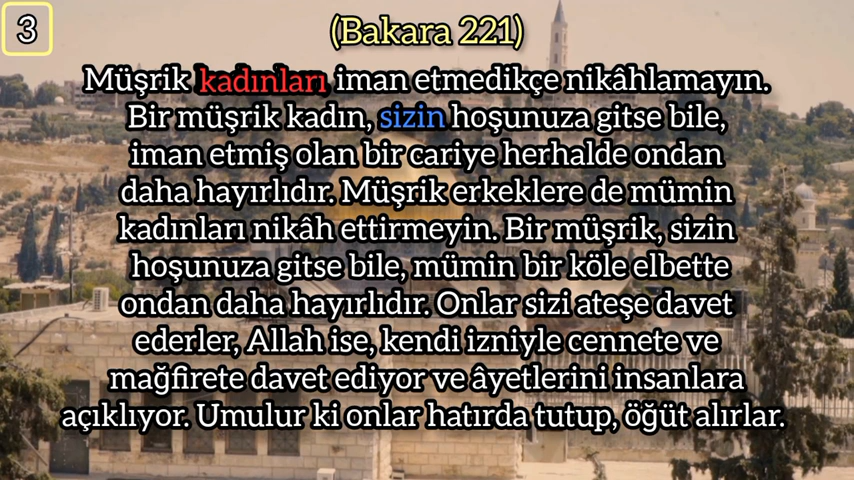 3
(Bakara 221)
Müşrik kadınları iman etmedikçe nikâhlamayın.
Bir müşrik kadın, sizin hoşunuza gitse bile,
iman etmiş olan bir cariye herhalde ondan
daha hayırlıdır. Müşrik erkeklere de mümin
kadınları nikâh ettirmeyin. Bir müşrik, sizin
hoşunuza gitse bile, mümin bir köle elbette
ondan daha hayırlıdır. Onlar sizi ateşe davet
ederler, Allah ise, kendi izniyle cennete ve
mağfirete davet ediyor ve âyetlerini insanlara
açıklıyor. Umulur ki onlar hatırda tutup, öğüt alırlar.